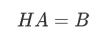 HA = B